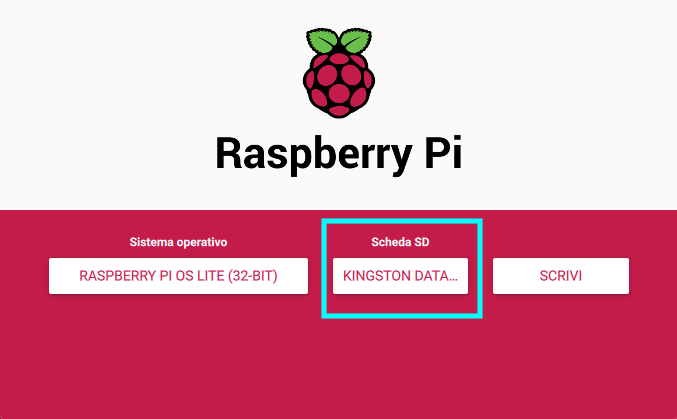 Raspberry Pi
Sistema operativo
Scheda SD
RASPBERRY PI OS LITE (32-BIT)
KINGSTON DATA...
SCRIVI